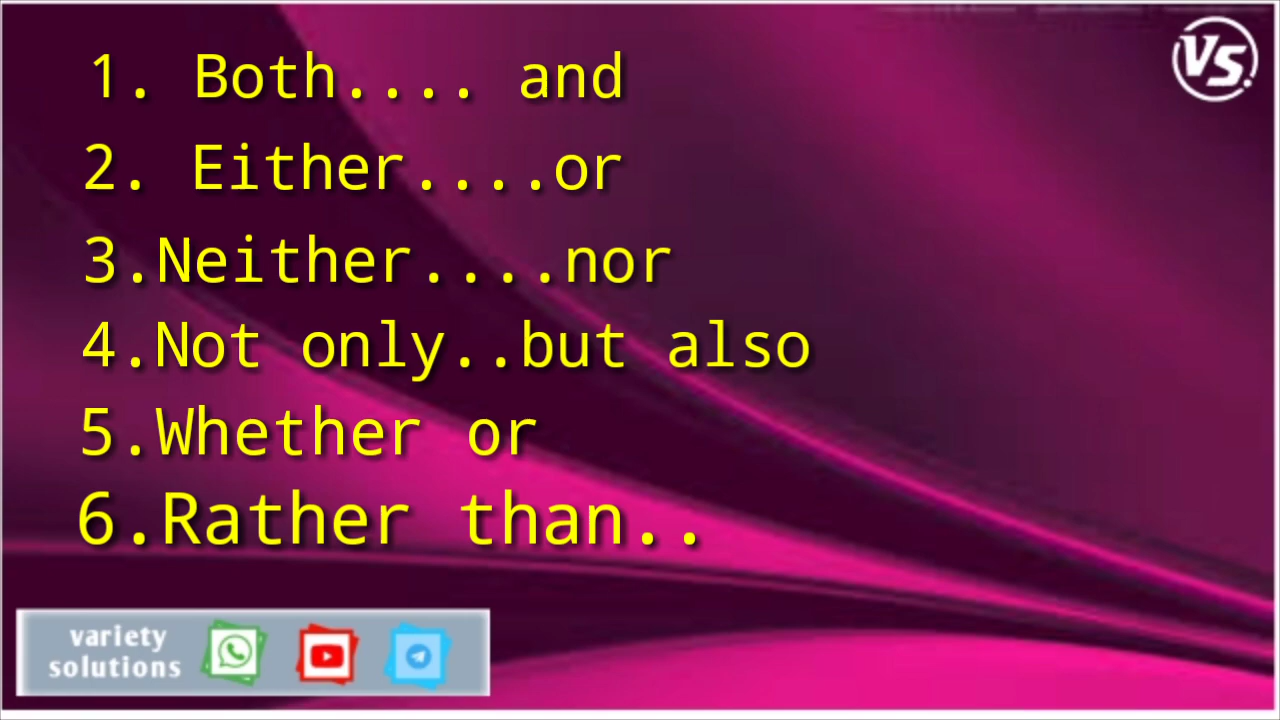 VS.
1. Both.... and
2. Either....or
3.Neither....nor
4.Not only..but also
5.Whether or
6.Rather than..
variety
solutions